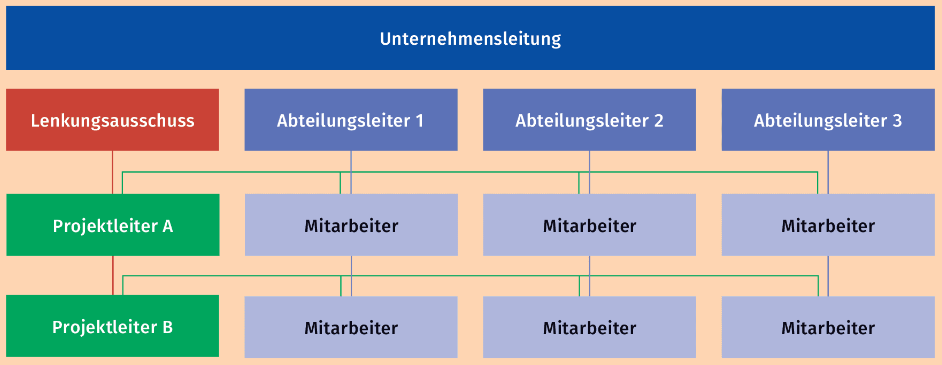 Unternehmensleitung
Lenkungsausschuss
Abteilungsleiter 1
Abteilungsleiter 2
Abteilungsleiter 3
Projektleiter A
Mitarbeiter
Mitarbeiter
Mitarbeiter
Projektleiter B
Mitarbeiter
Mitarbeiter
Mitarbeiter